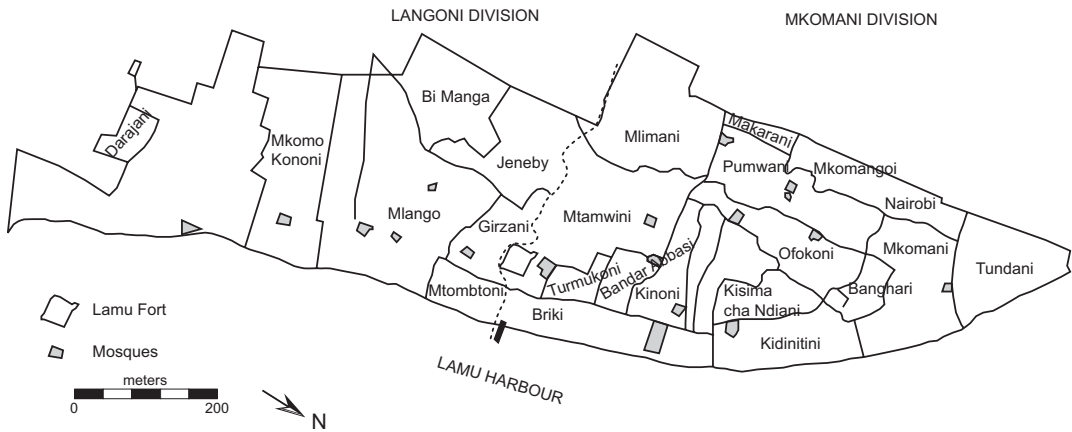 LANGONI DIVISION
MKOMANI DIVISION
Darajani
Mkomo
Kononi
Bi Manga
Jeneby
Mlango
Girzani
Mtombtoni
Mlimani
Mtamwini
Turmukoni
Bandar Abbasi
Kinoni
Briki
Makarani
Pumwani
Mkomangoi
Nairobi
Ofokoni
Mkomani
Tundani
Kisima
cha Ndiani
Banghari
Kidinitini
LAMU HARBOUR
Lamu Fort
Mosques
meters
0
200
N